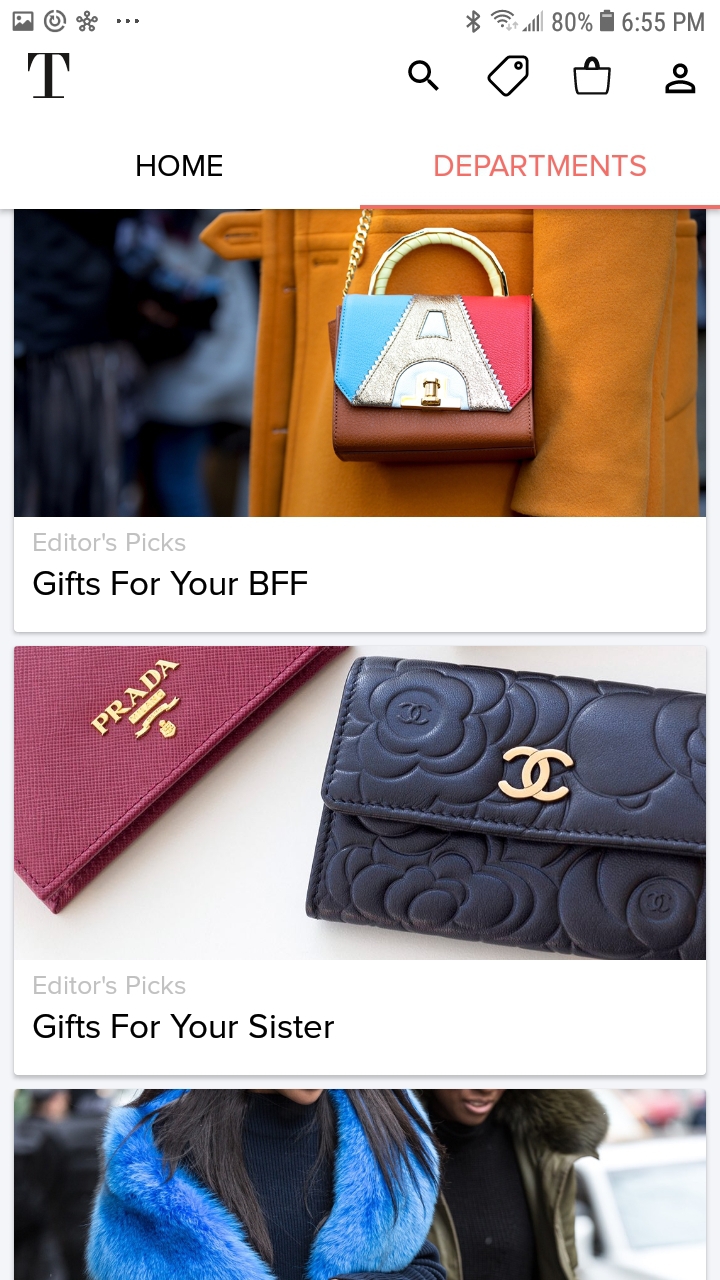 80% 6:55 PM
T
HOME
DEPARTMENTS
Editor's Picks
Gifts For Your BFF
PRADA
Editor's Picks
Gifts For Your Sister